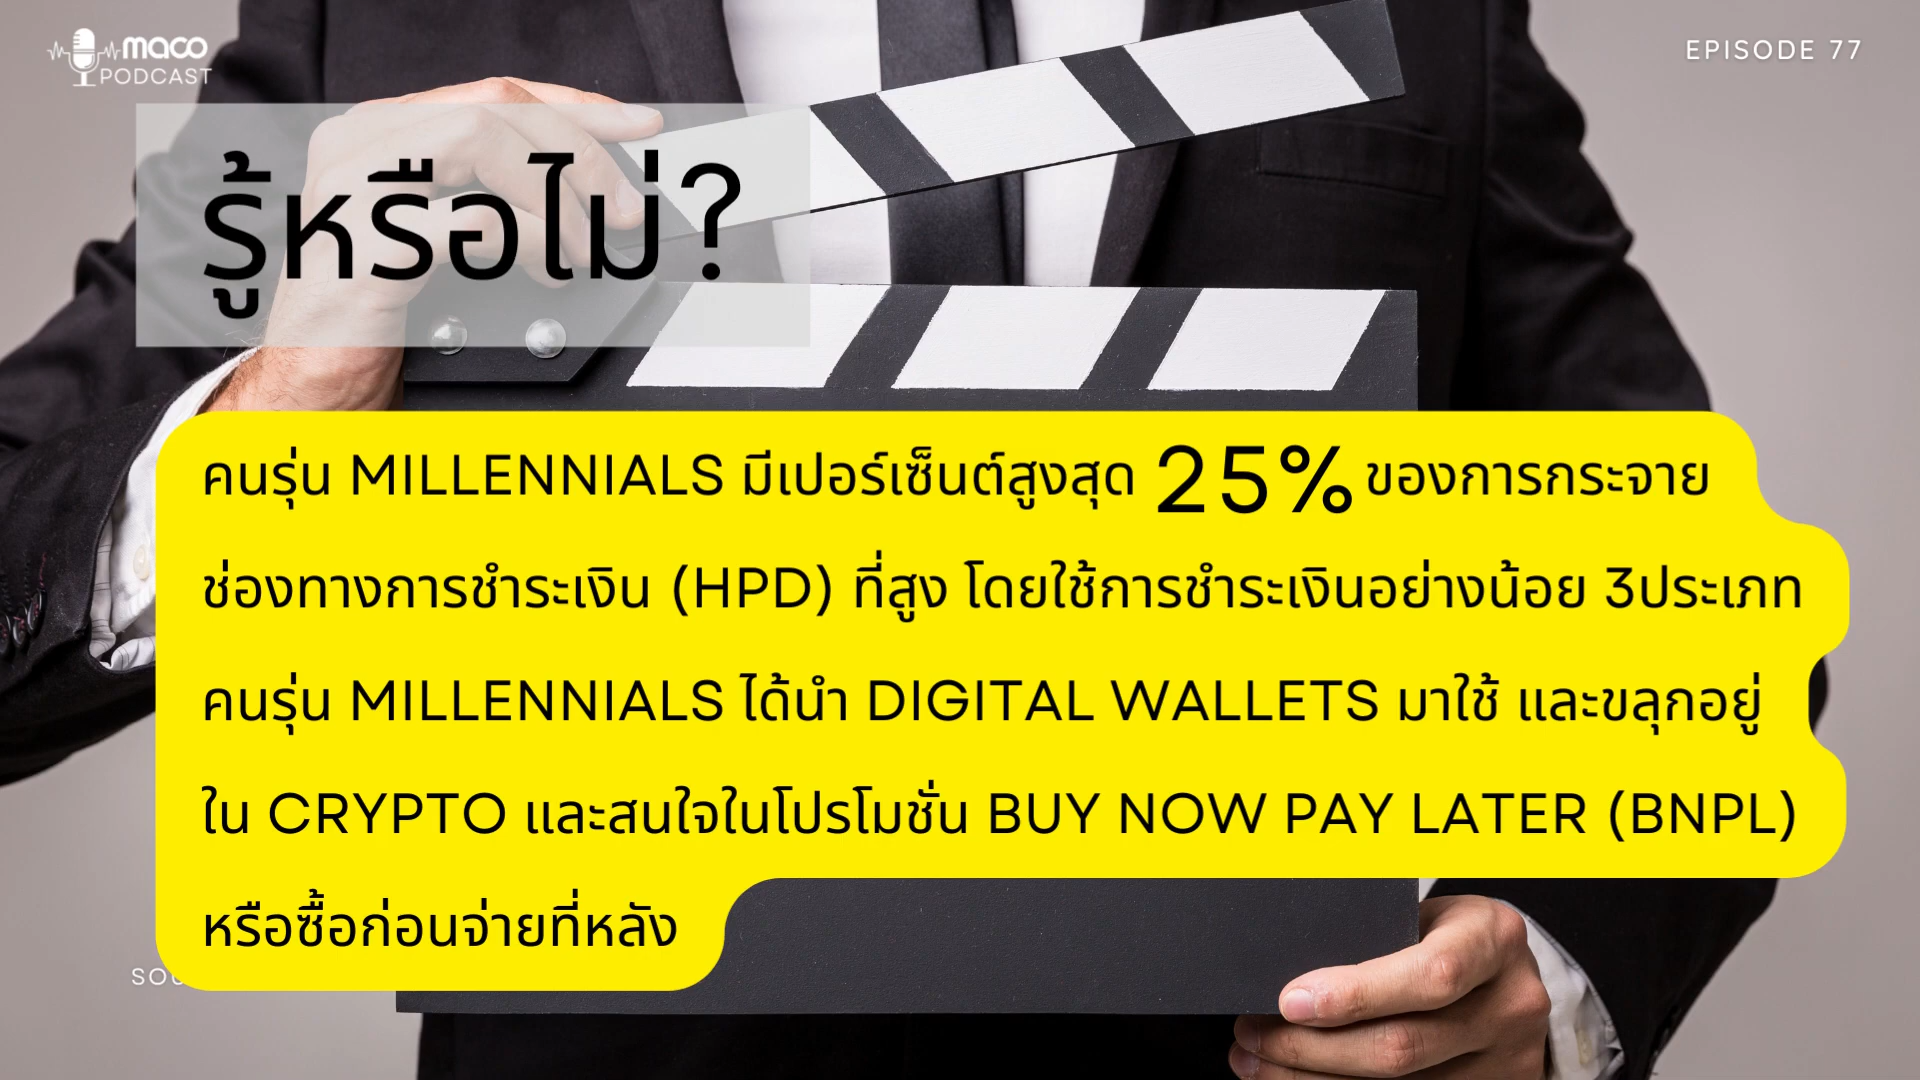 maco
PODCAST
EPISODE 77
รู้หรือไม่?
คนรุ่น MILLENNIALS มีเปอร์เซ็นต์สูงสุด 25% ของการกระจาย
ช่องทางการชำระเงิน (HPD) ที่สูง โดยใช้การชำระเงินอย่างน้อย 3ประเภท
คนรุ่น MILLENNIALS ได้นำ DIGITAL WALLETS มาใช้ และขลุกอยู่
ใน CRYPTO และสนใจในโปรโมชั่น BUY NOW PAY LATER (BNPL)
หรือซื้อก่อนจ่ายที่หลัง